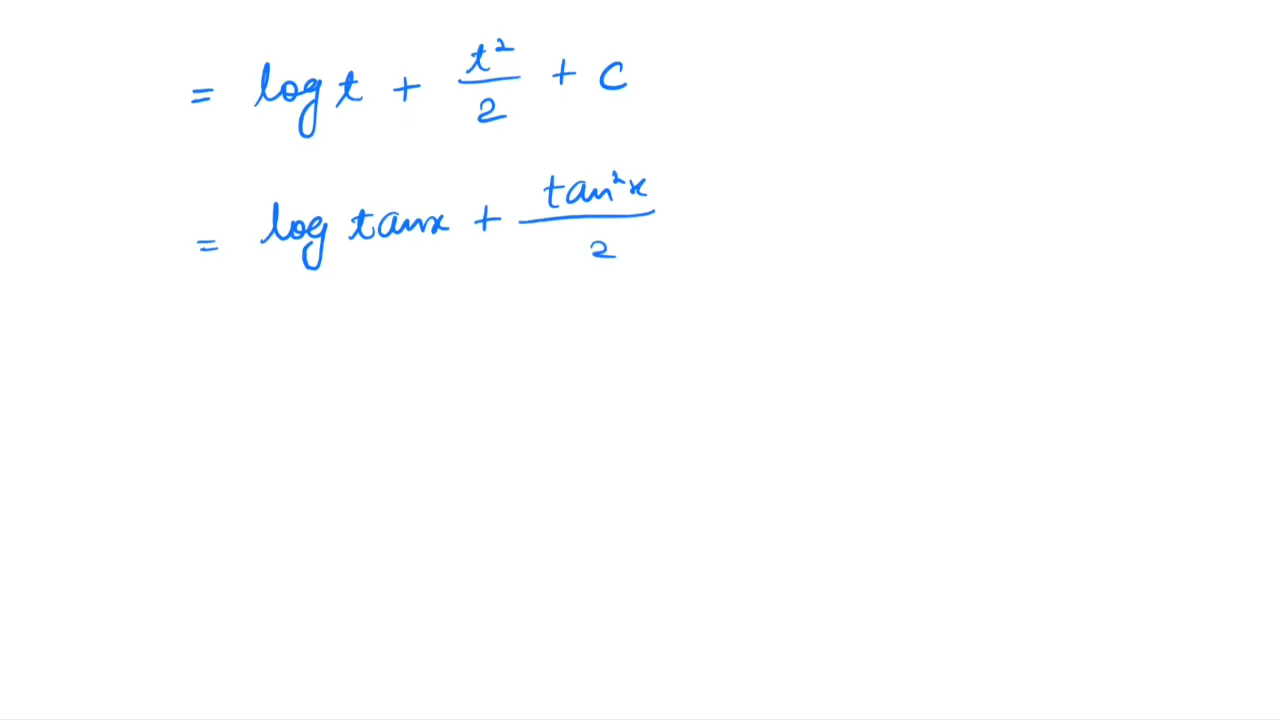 = log t + t²/2 + c
= log tanx + tan²x/2